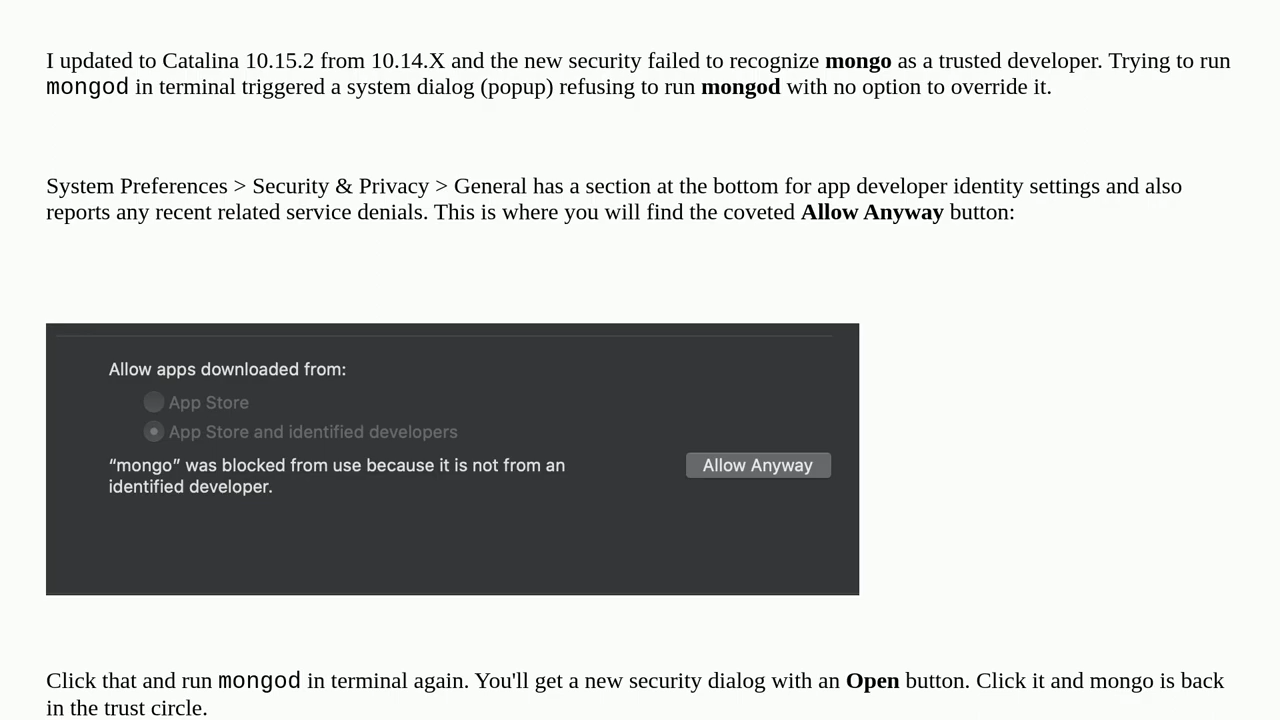 I updated to Catalina 10.15.2 from 10.14.X and the new security failed to recognize mongo as a trusted developer. Trying to run
mongod in terminal triggered a system dialog (popup) refusing to run mongod with no option to override it.
System Preferences > Security & Privacy > General has a section at the bottom for app developer identity settings and also
reports any recent related service denials. This is where you will find the coveted Allow Anyway button:
Allow apps downloaded from:
App Store
App Store and identified developers
“mongo” was blocked from use because it is not from an
identified developer.
Allow Anyway
Click that and run mongod in terminal again. You'll get a new security dialog with an Open button. Click it and mongo is back
in the trust circle.